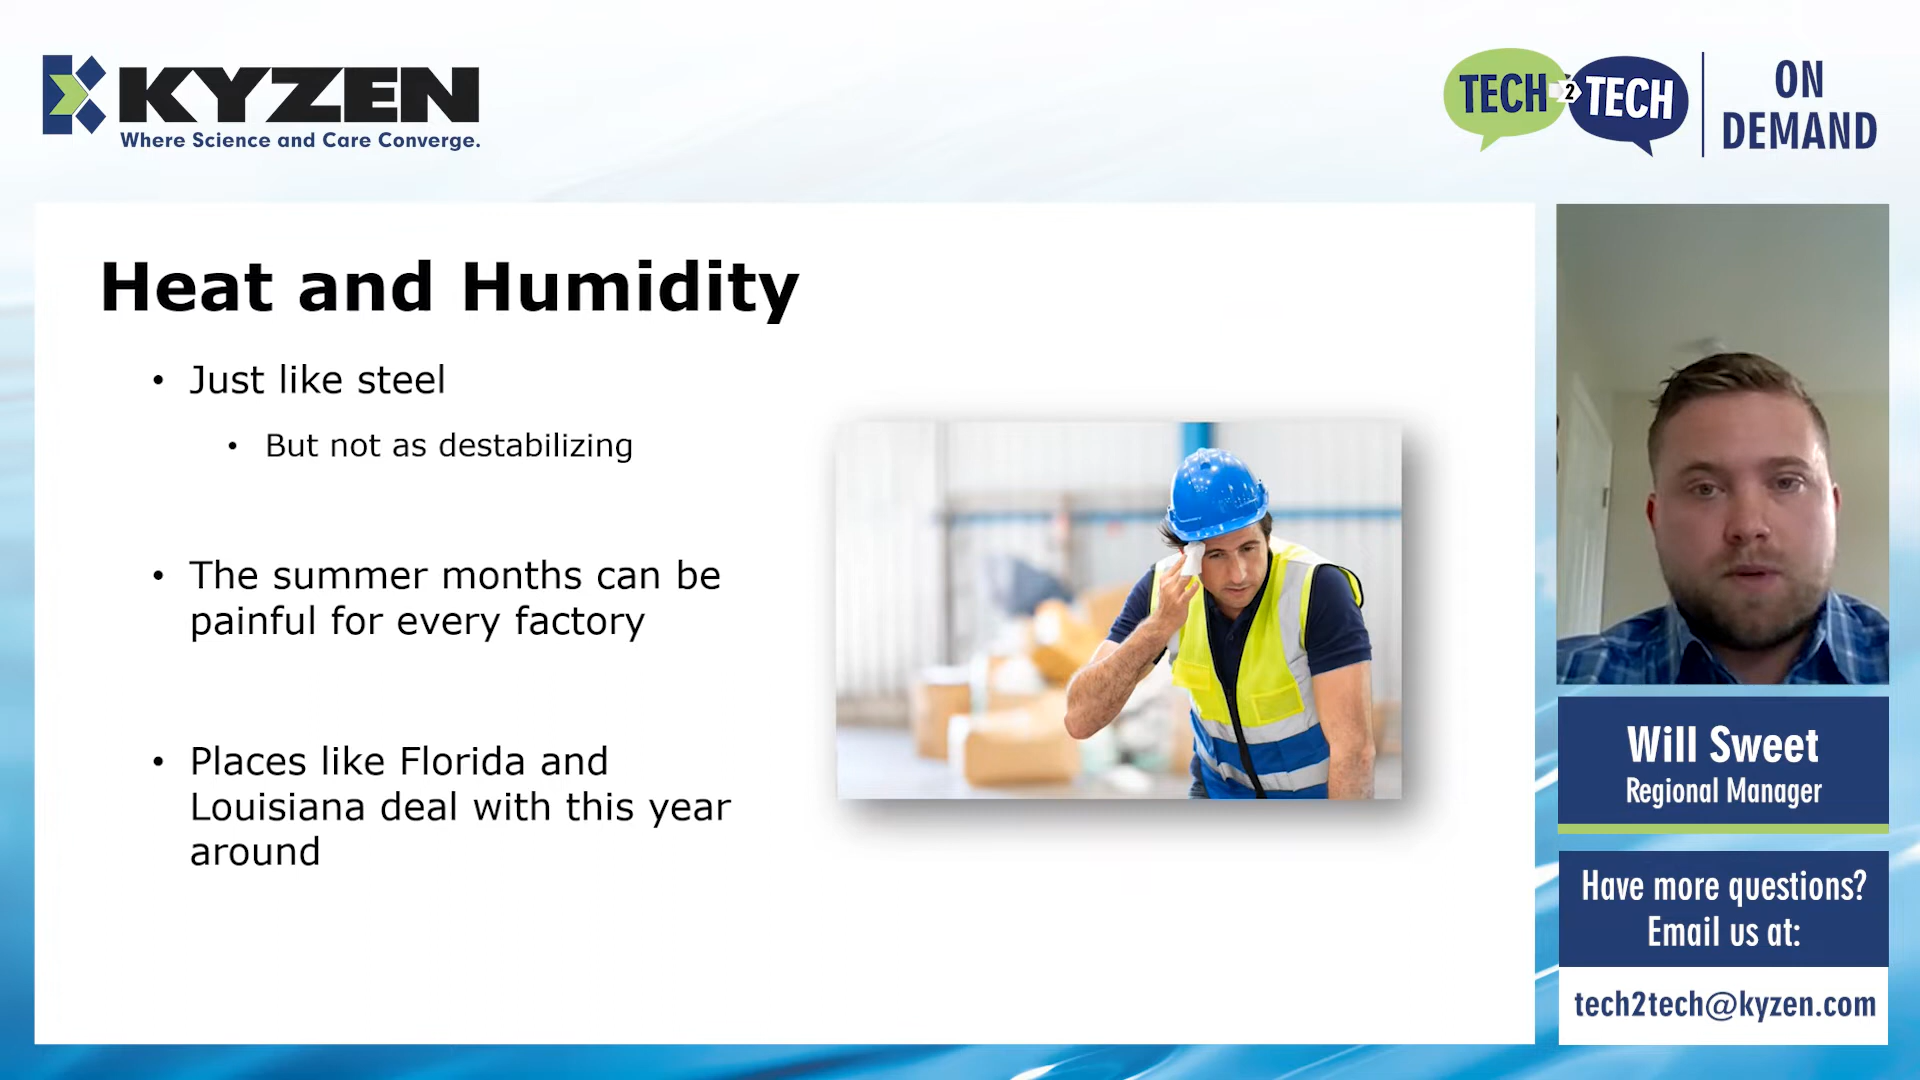 KYZEN
Where Science and Care Converge.
TECH 2 TECH
ON
DEMAND
Heat and Humidity
• Just like steel
• But not as destabilizing
• The summer months can be
painful for every factory
• Places like Florida and
Louisiana deal with this year
around
Will Sweet
Regional Manager
Have more questions?
Email us at:
tech2tech@kyzen.com